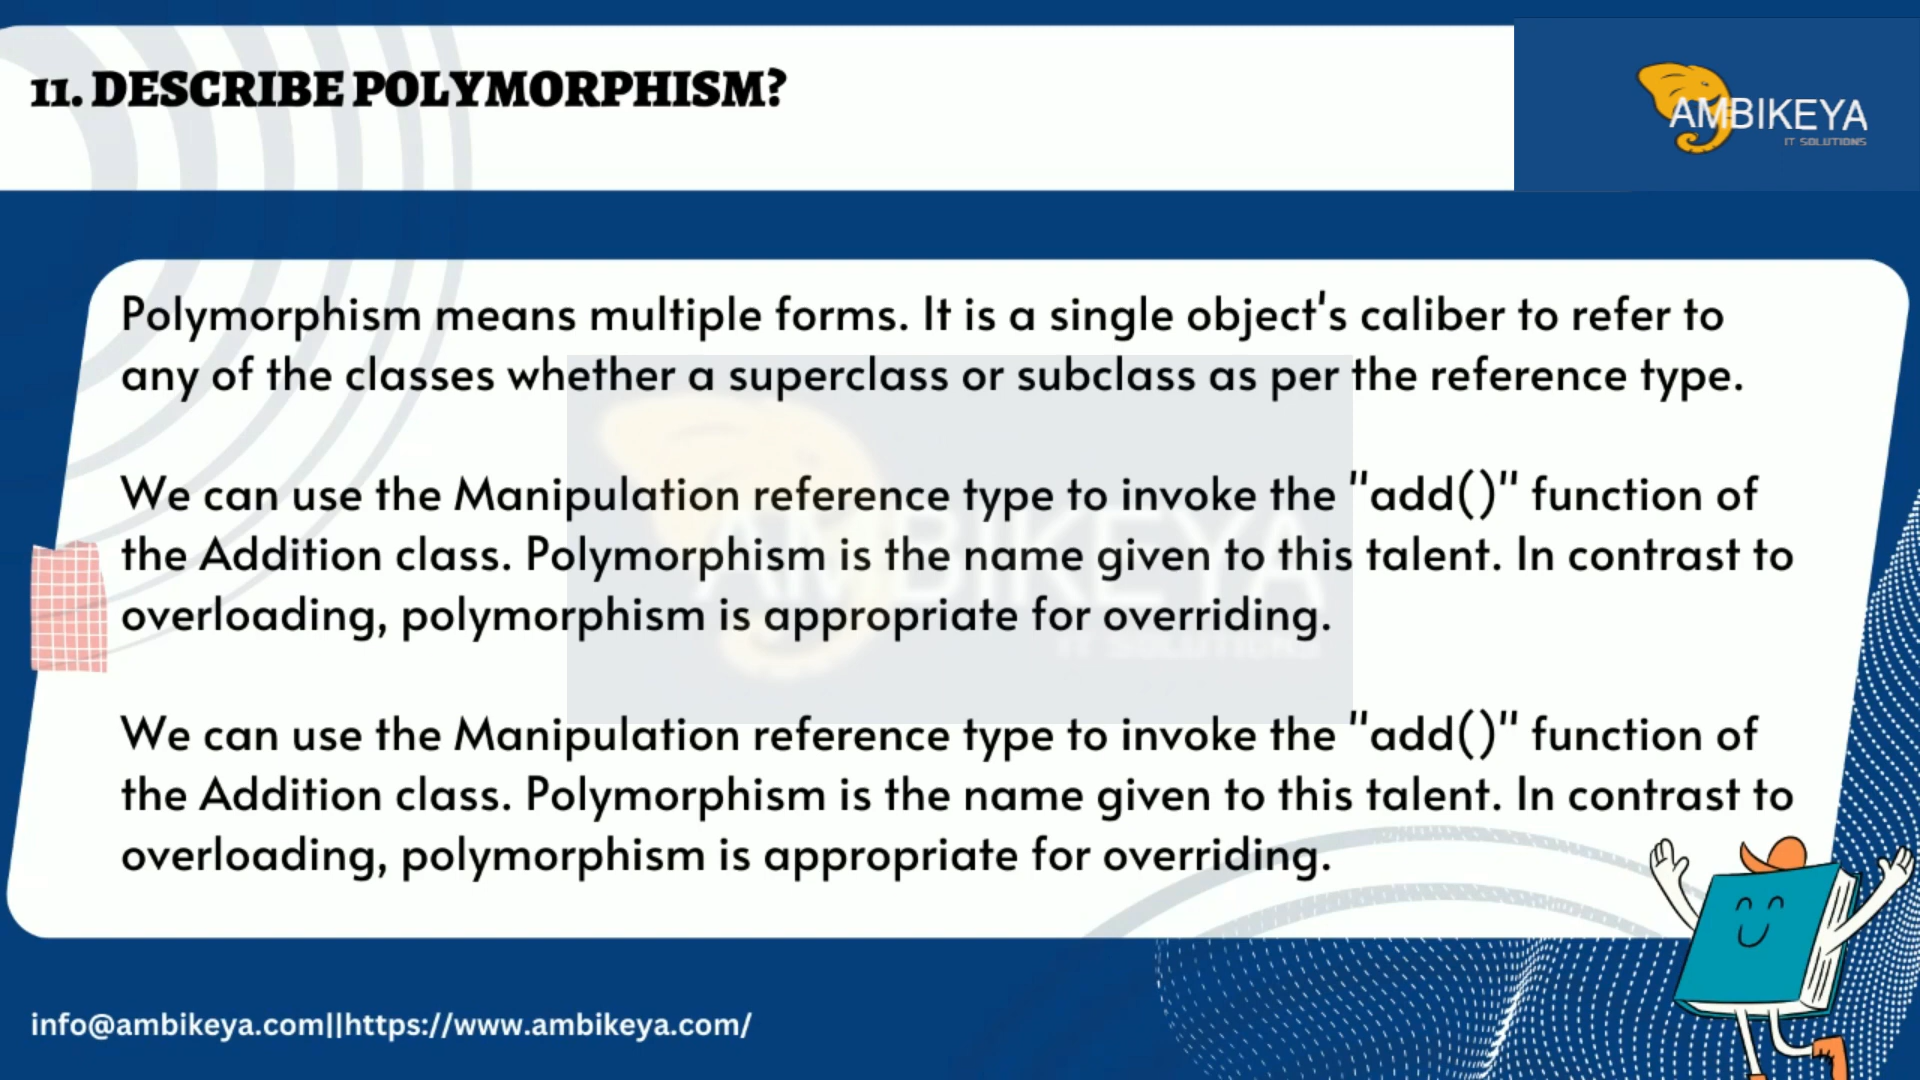 11. DESCRIBE POLYMORPHISM?
AMBIKEYA
IT SOLUTIONS
Polymorphism means multiple forms. It is a single object's caliber to refer to
any of the classes whether a superclass or subclass as per the reference type.
We can use the Manipulation reference type to invoke the "add()" function of
the Addition class. Polymorphism is the name given to this talent. In contrast to
overloading, polymorphism is appropriate for overriding.
AMBIKEYA
IT SOLUTIONS
We can use the Manipulation reference type to invoke the "add()" function of
the Addition class. Polymorphism is the name given to this talent. In contrast to
overloading, polymorphism is appropriate for overriding.
info@ambikeya.com||https://www.ambikeya.com/